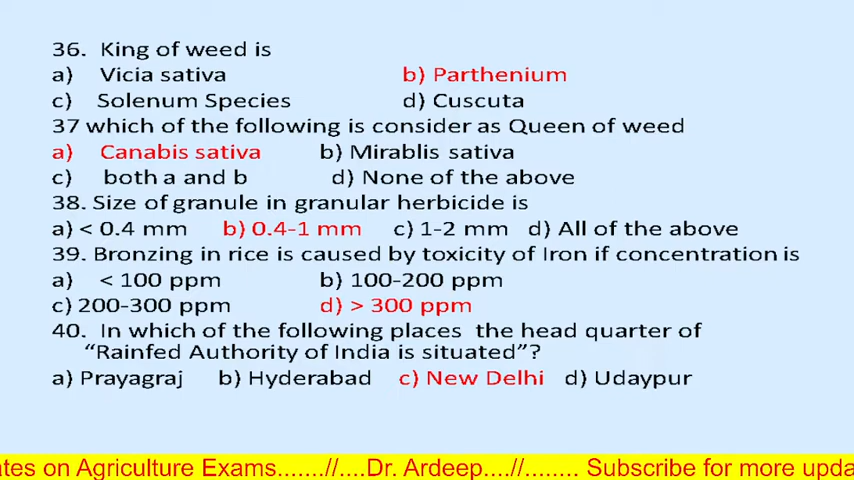 36. King of weed is
a) Vicia sativa b) Parthenium
c) Solenum Species d) Cuscuta
37 which of the following is consider as Queen of weed
a) Canabis sativa b) Mirablis sativa
c) both a and b d) None of the above
38. Size of granule in granular herbicide is
a) < 0.4 mm b) 0.4-1 mm c) 1-2 mm d) All of the above
39. Bronzing in rice is caused by toxicity of Iron if concentration is
a) < 100 ppm b) 100-200 ppm
c) 200-300 ppm d) > 300 ppm
40. In which of the following places the head quarter of
“Rainfed Authority of India is situated”?
a) Prayagraj b) Hyderabad c) New Delhi d) Udaypur
ates on Agriculture Exams.......//....Dr. Ardeep....//........ Subscribe for more upda